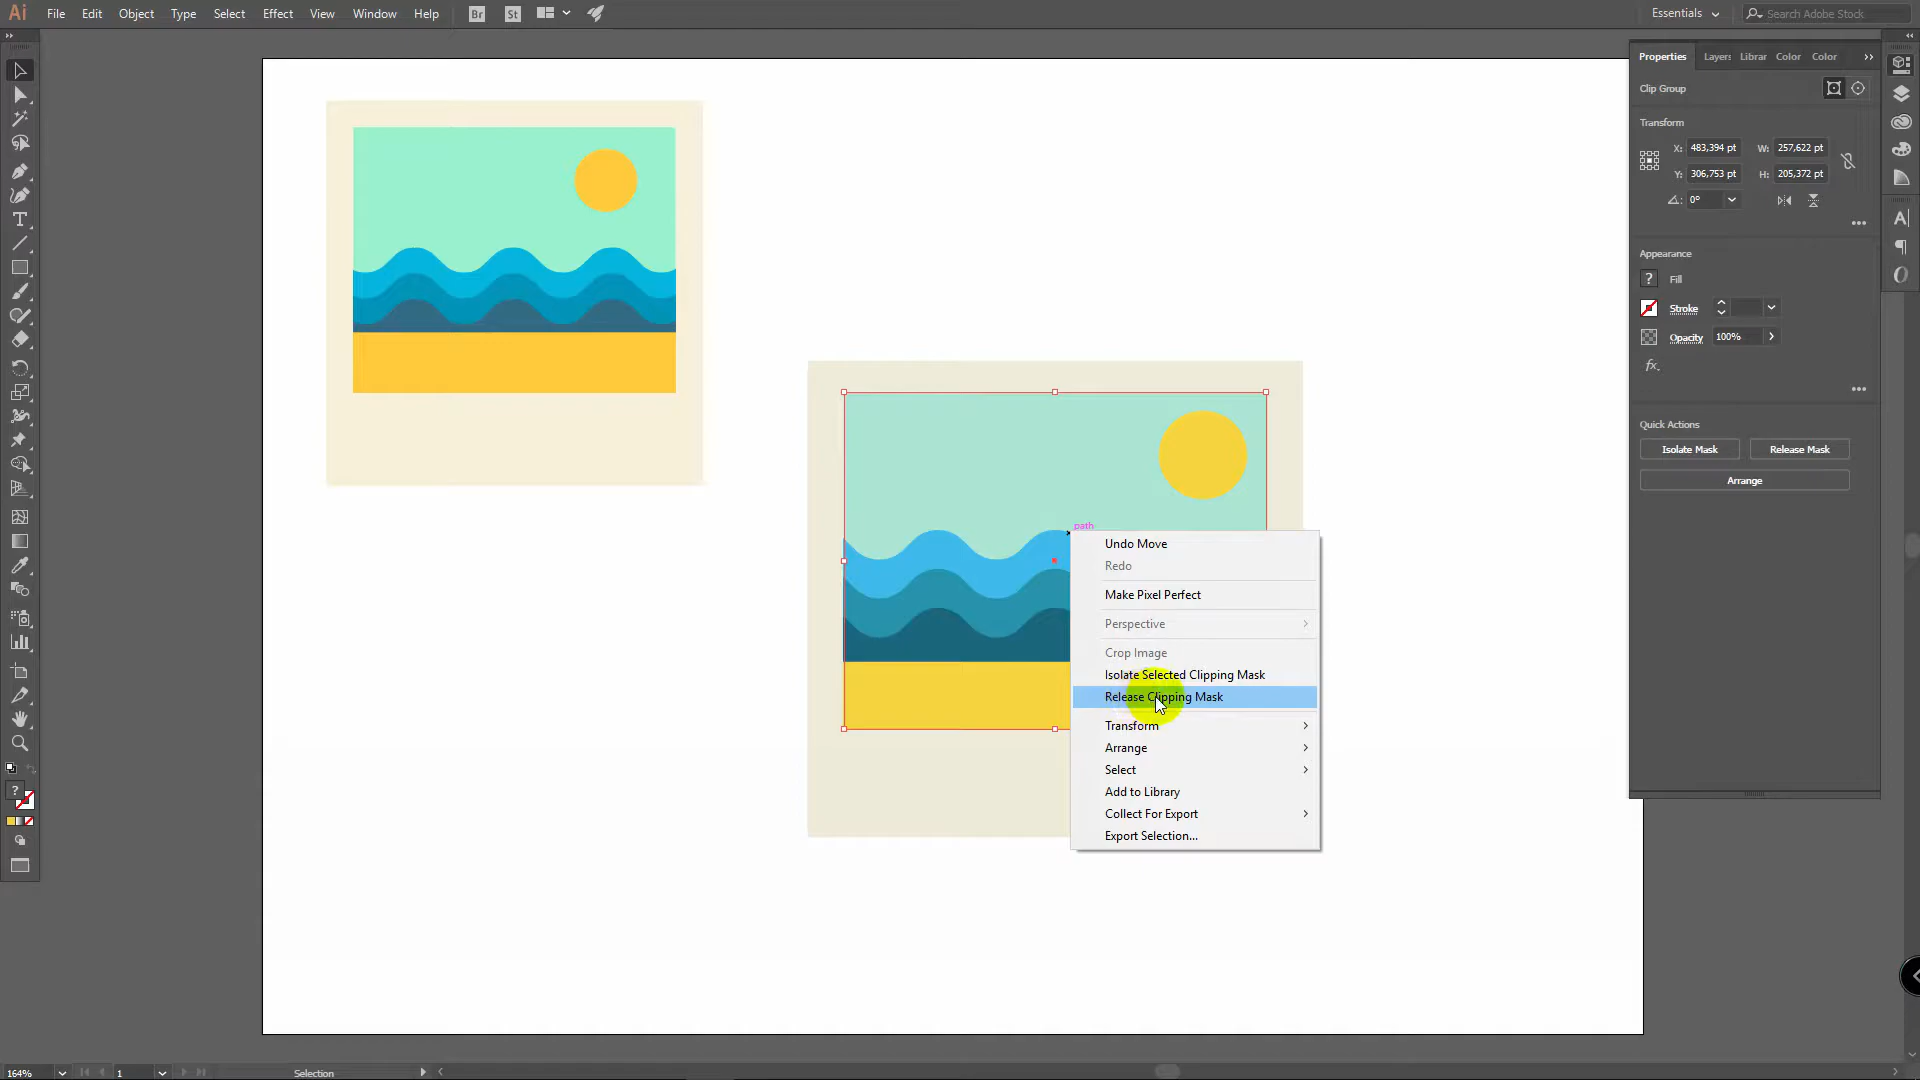 Ai File Edit Object Type Select Effect View Window Help Br St Essentials Search Adobe Stock
Properties Layers Librar Color Color
Clip Group
Transform
X: 483,394 pt W: 257,622 pt
Y: 306,753 pt H: 205,372 pt
0°
Appearance
? Fill
Stroke
Opacity 100%
fx.
Quick Actions
Isolate Mask Release Mask
Arrange
path
Undo Move
Redo
Make Pixel Perfect
Perspective
Crop Image
Isolate Selected Clipping Mask
Release Clipping Mask
Transform
Arrange
Select
Add to Library
Collect For Export
Export Selection...
?
164% 1 Selection